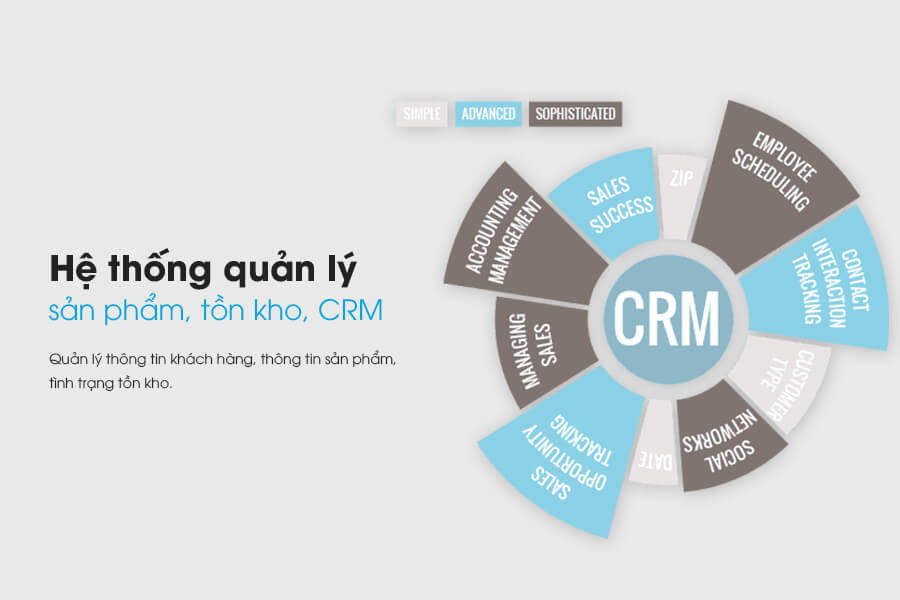 SIMPLE ADVANCED SOPHISTICATED
Hệ thống quản lý
sản phẩm, tồn kho, CRM
Quản lý thông tin khách hàng, thông tin sản phẩm,
tình trạng tồn kho.
CRM
ZIP
EMPLOYEE
SCHEDULING
CONTACT
INTERACTION
TRACKING
CUSTOMER
TYPE
SOCIAL
NETWORKS
DATE
SALES
OPPORTUNITY
TRACKING
MANAGING
SALES
ACCOUNTING
MANAGEMENT
SALES
SUCCESS